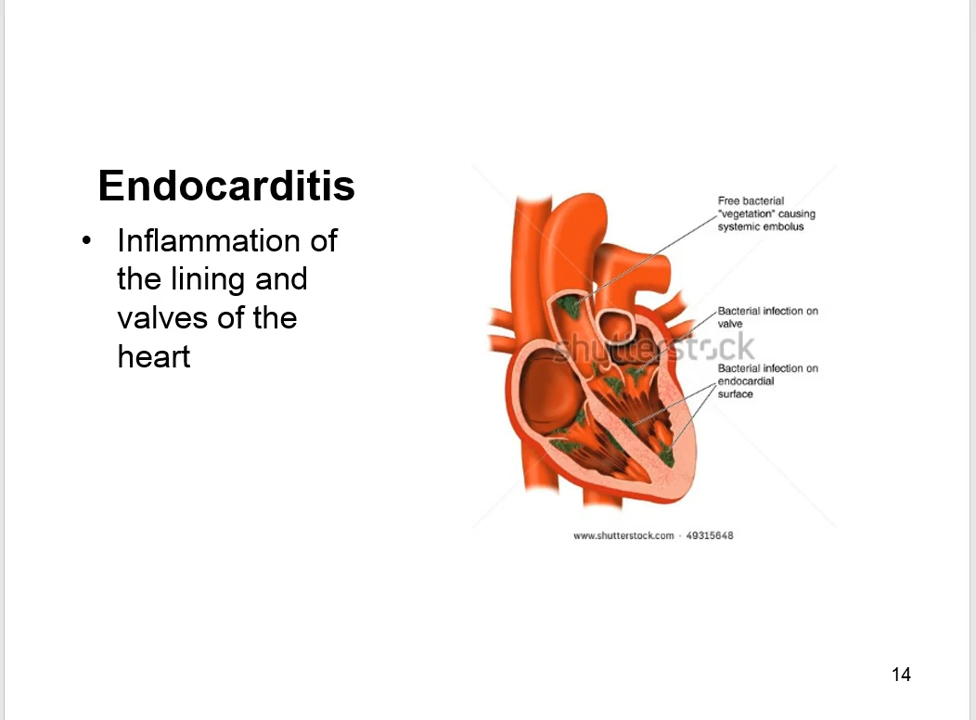 Endocarditis
• Inflammation of
the lining and
valves of the
heart
Free bacterial
"vegetation" causing
systemic embolus
Bacterial infection on
valve
Bacterial infection on
endocardial
surface
shutterstock
www.shutterstock.com · 49315648
14